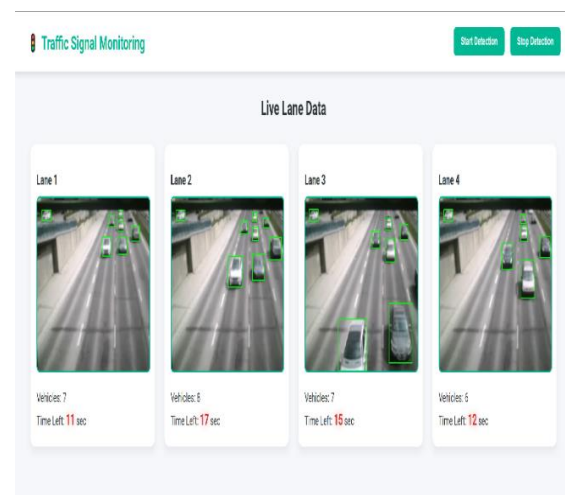 Traffic Signal Monitoring
Start Detection
Stop Detection
Live Lane Data
Lane 1
Lane 2
Lane 3
Lane 4
Vehicles: 7
Vehicles: 8
Vehicles: 7
Vehicles: 6
Time Left: 11 sec
Time Left: 17 sec
Time Left: 15 sec
Time Left: 12 sec